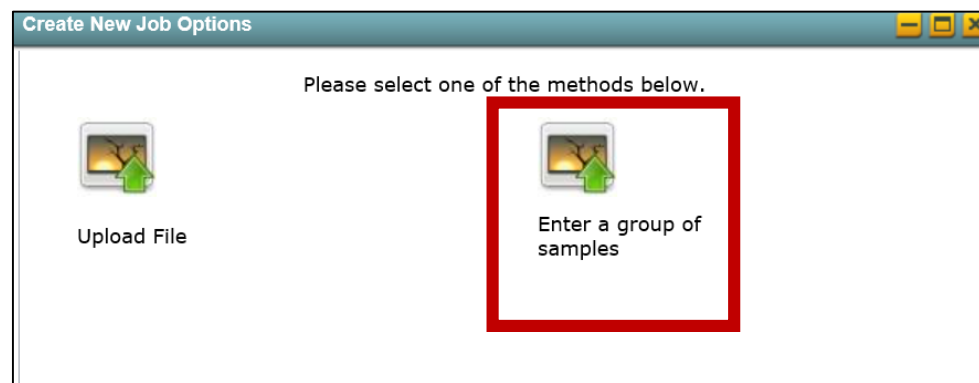 Create New Job Options
Please select one of the methods below.
Upload File
Enter a group of
samples